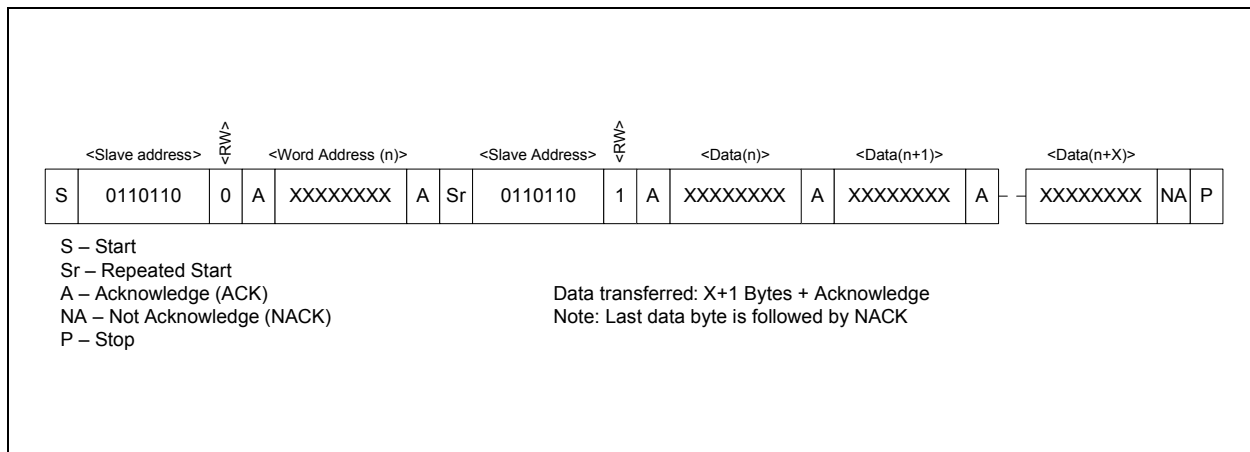 <Slave address> <RW> <Word Address (n)> <Slave Address> <RW> <Data(n)> <Data(n+1)> <Data(n+X)>
S 0110110 0 A XXXXXXXX A Sr 0110110 1 A XXXXXXXX A XXXXXXXX A XXXXXXXX NA P
S – Start
Sr – Repeated Start
A – Acknowledge (ACK)
NA – Not Acknowledge (NACK)
P – Stop
Data transferred: X+1 Bytes + Acknowledge
Note: Last data byte is followed by NACK